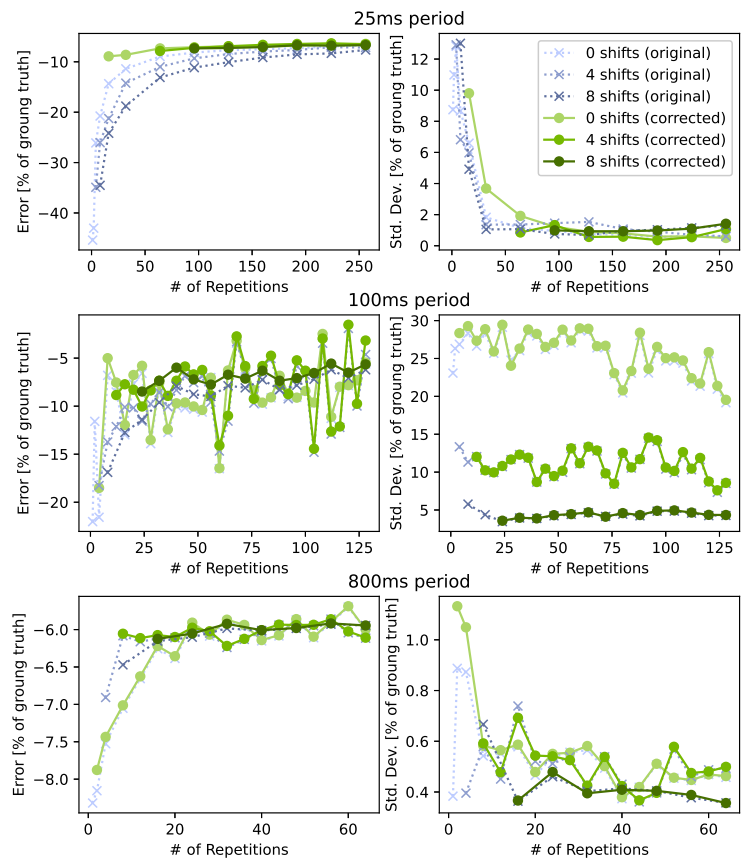 25ms period
Error [% of groung truth]
−10
−20
−30
−40
0 50 100 150 200 250
# of Repetitions
Std. Dev. [% of groung truth]
12
10
8
6
4
2
0
0 shifts (original)
4 shifts (original)
8 shifts (original)
0 shifts (corrected)
4 shifts (corrected)
8 shifts (corrected)
0 50 100 150 200 250
# of Repetitions
100ms period
Error [% of groung truth]
−5
−10
−15
−20
0 25 50 75 100 125
# of Repetitions
Std. Dev. [% of groung truth]
30
25
20
15
10
5
0 25 50 75 100 125
# of Repetitions
800ms period
Error [% of groung truth]
−6.0
−6.5
−7.0
−7.5
−8.0
0 20 40 60
# of Repetitions
Std. Dev. [% of groung truth]
1.0
0.8
0.6
0.4
0 20 40 60
# of Repetitions